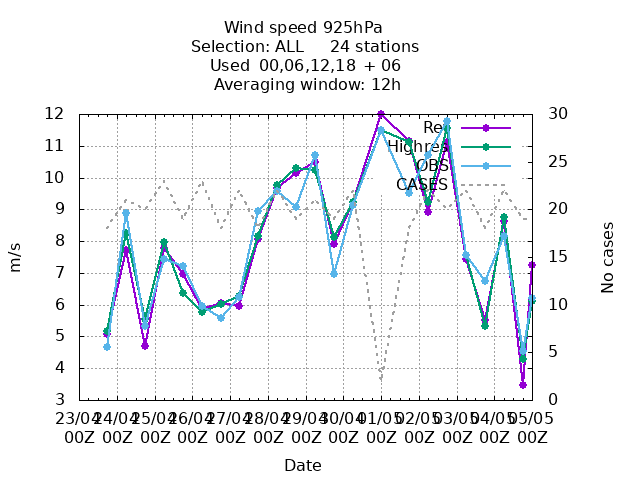 Wind speed 925hPa
Selection: ALL 24 stations
Used 00,06,12,18 + 06
Averaging window: 12h
12
11
10
9
8
7
6
5
4
3
m/s
30
25
20
15
10
5
0
No cases
Ref
Highres
OBS
CASES
23/04 24/04 25/04 26/04 27/04 28/04 29/04 30/04 01/05 02/05 03/05 04/05 05/05
00Z 00Z 00Z 00Z 00Z 00Z 00Z 00Z 00Z 00Z 00Z 00Z 00Z
Date